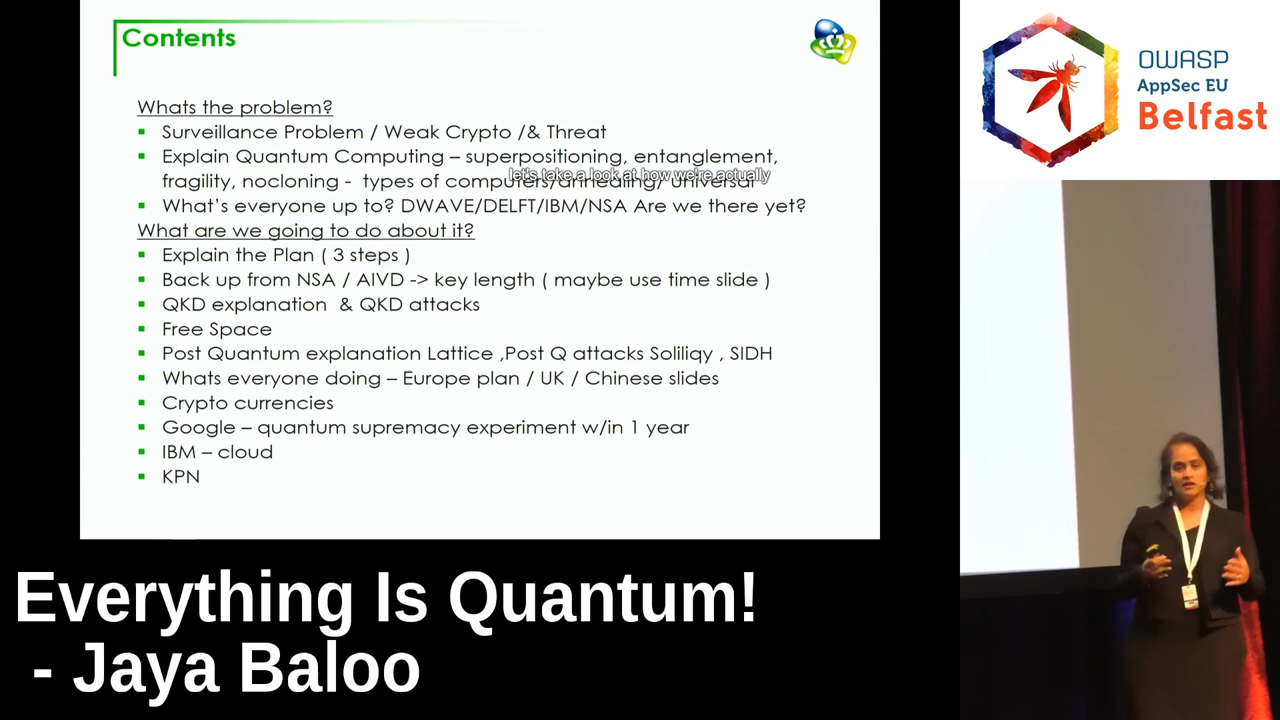 Contents
Whats the problem?
Surveillance Problem / Weak Crypto /& Threat
Explain Quantum Computing – superpositioning, entanglement,
let's take a look at how we're actually
fragility, nocloning - types of computers/annealing/ universal
What's everyone up to? DWAVE/DELFT/IBM/NSA Are we there yet?
What are we going to do about it?
Explain the Plan ( 3 steps )
Back up from NSA / AIVD -> key length ( maybe use time slide )
QKD explanation & QKD attacks
Free Space
Post Quantum explanation Lattice ,Post Q attacks Soliliqy , SIDH
Whats everyone doing – Europe plan / UK / Chinese slides
Crypto currencies
Google – quantum supremacy experiment w/in 1 year
IBM – cloud
KPN
OWASP
AppSec EU
Belfast
Everything Is Quantum!
- Jaya Baloo